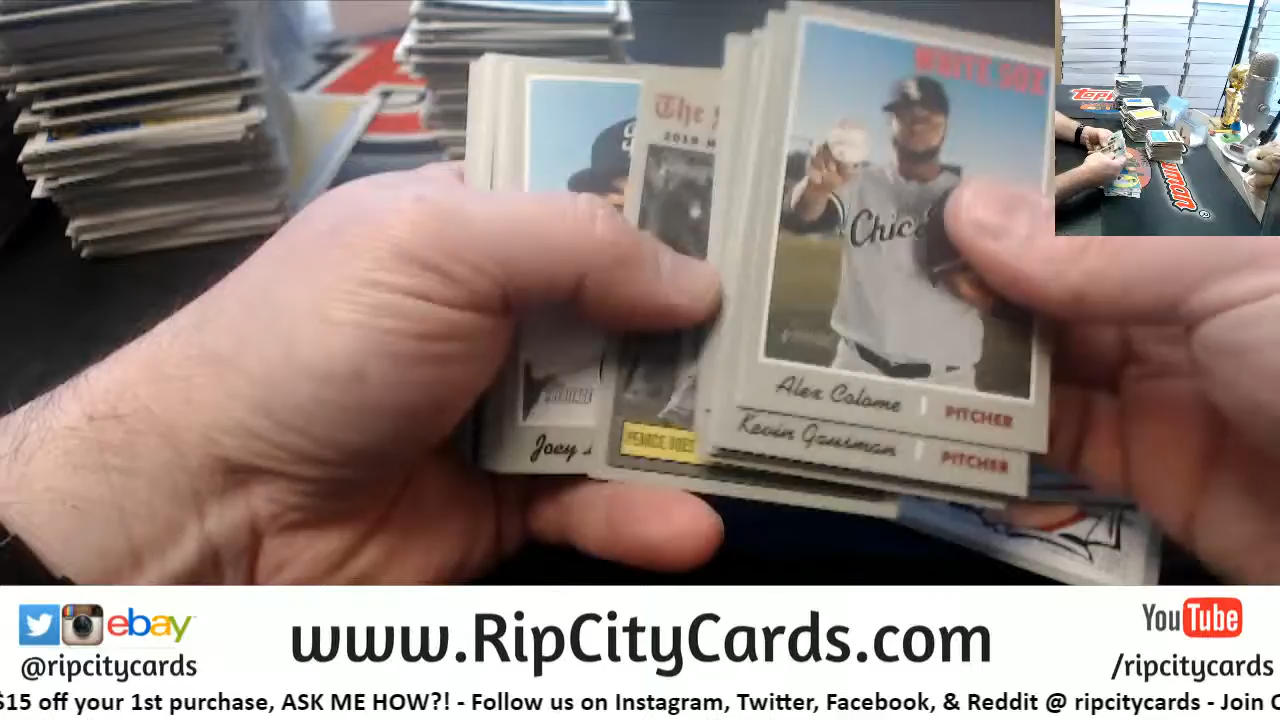 WHITE SOX
The
2019
Chic
Alex Colome PITCHER
Kevin Gausman PITCHER
Joey
topps
ebay
www.RipCityCards.com
YouTube
@ripcitycards
/ripcitycards
$15 off your 1st purchase, ASK ME HOW?! - Follow us on Instagram, Twitter, Facebook, & Reddit @ ripcitycards - Join